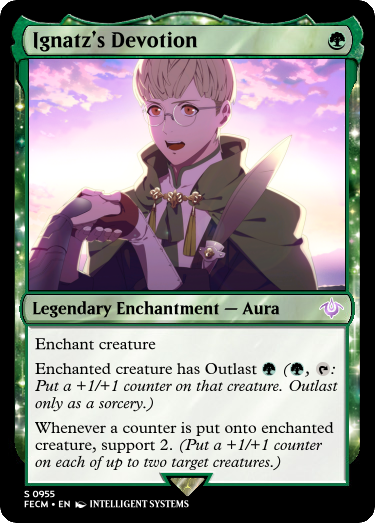 Ignatz's Devotion
Legendary Enchantment — Aura
Enchant creature
Enchanted creature has Outlast (, :
Put a +1/+1 counter on that creature. Outlast
only as a sorcery.)
Whenever a counter is put onto enchanted
creature, support 2. (Put a +1/+1 counter
on each of up to two target creatures.)
S 0955
FECM • EN INTELLIGENT SYSTEMS